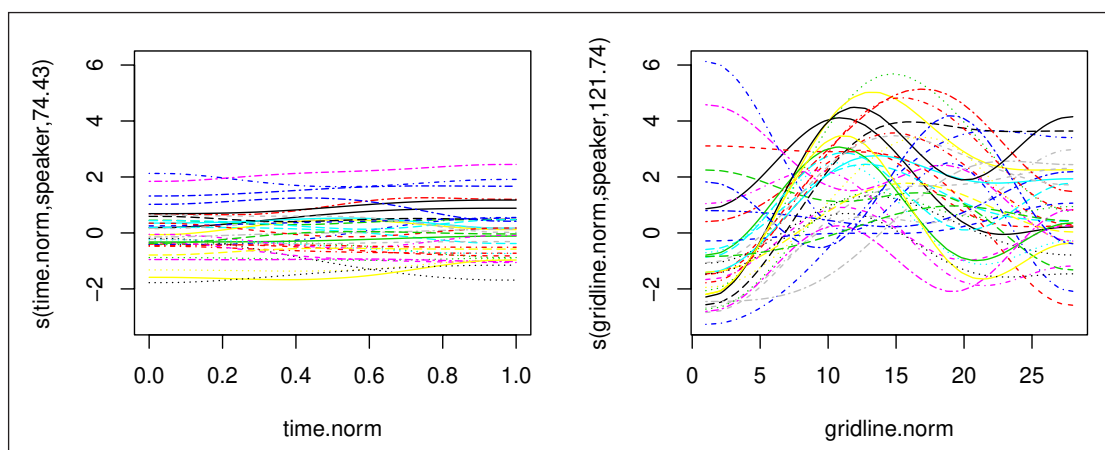 s(time.norm,speaker,74.43)
6
4
2
0
−2
0.0 0.2 0.4 0.6 0.8 1.0
time.norm
s(gridline.norm,speaker,121.74)
6
4
2
0
−2
0 5 10 15 20 25
gridline.norm